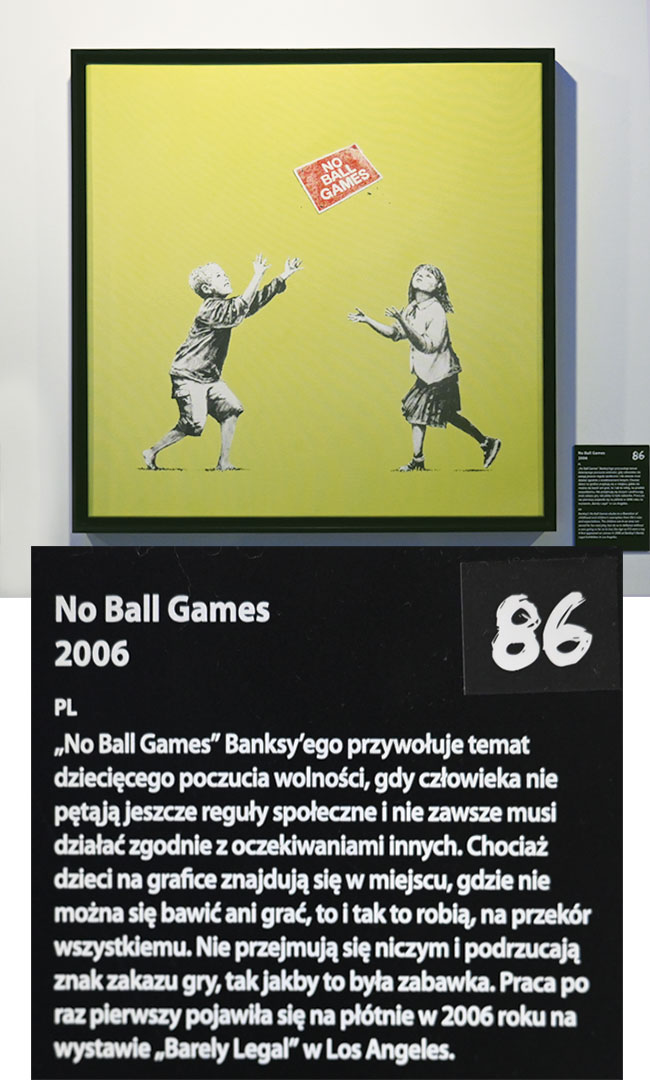 NO
BALL
GAMES
No Ball Games
2006
86
No Ball Games
2006
86
PL
„No Ball Games” Banksy’ego przywołuje temat
dziecięcego poczucia wolności, gdy człowieka nie
pętają jeszcze reguły społeczne i nie zawsze musi
działać zgodnie z oczekiwaniami innych. Chociaż
dzieci na grafice znajdują się w miejscu, gdzie nie
można się bawić ani grać, to i tak to robią, na przekór
wszystkiemu. Nie przejmują się niczym i podrzucają
znak zakazu gry, tak jakby to była zabawka. Praca po
raz pierwszy pojawiła się na płótnie w 2006 roku na
wystawie „Barely Legal” w Los Angeles.